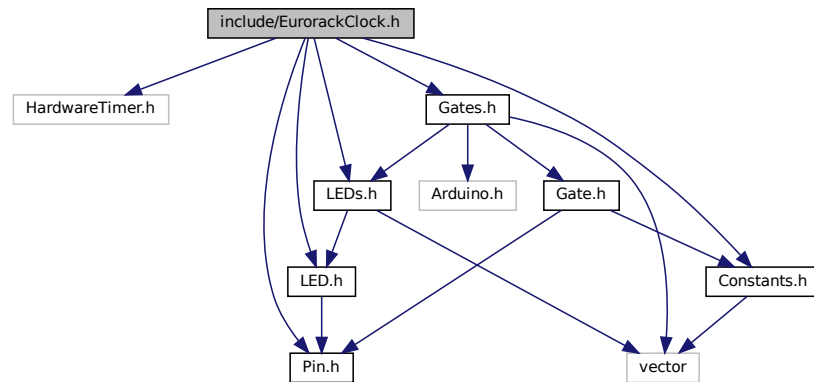 include/EurorackClock.h
HardwareTimer.h
Gates.h
LEDs.h
Arduino.h
Gate.h
LED.h
Constants.h
Pin.h
vector